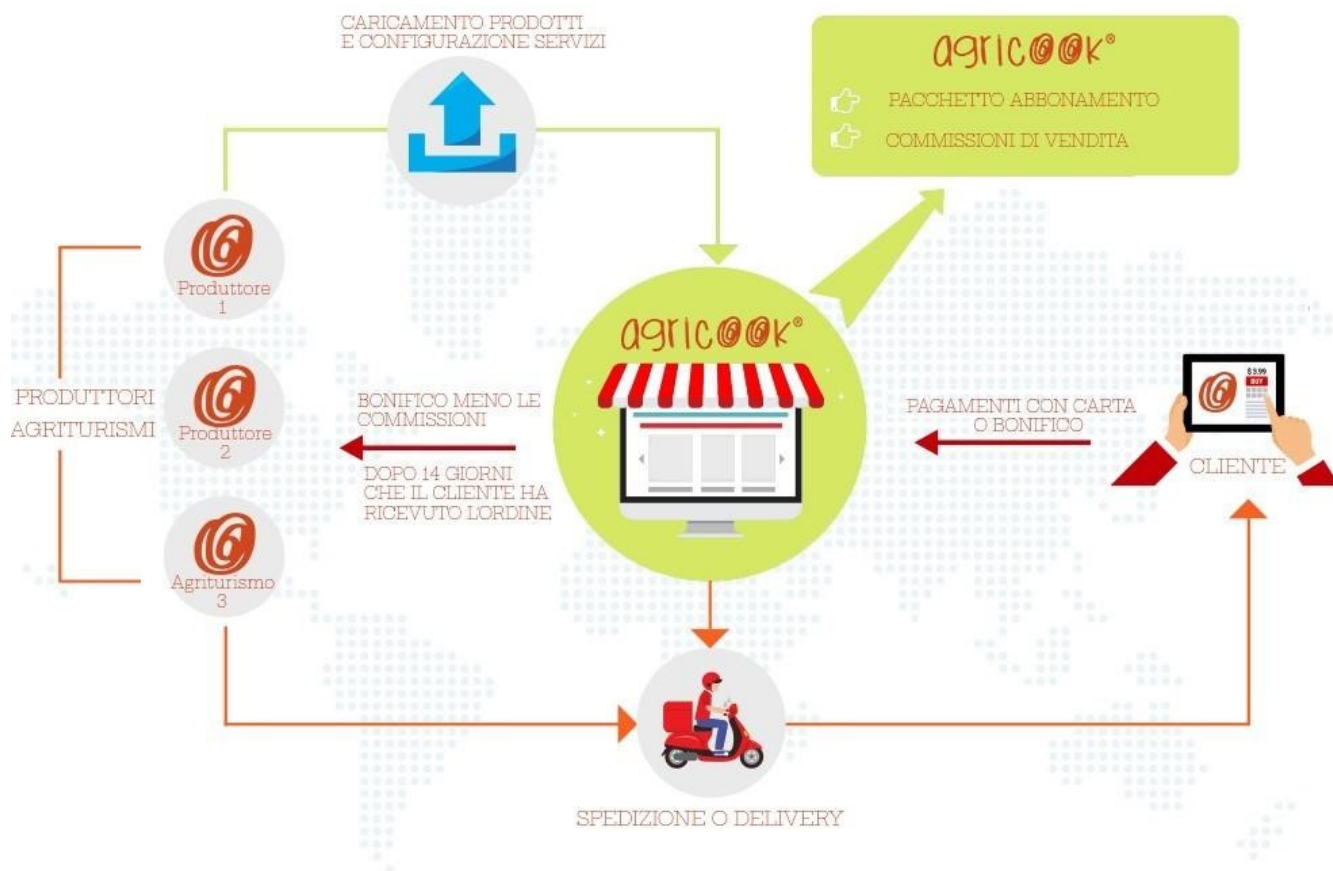 CARICAMENTO PRODOTTI
E CONFIGURAZIONE SERVIZI
agricook®
PACCHETTO ABBONAMENTO
COMMISSIONI DI VENDITA
Produttore
1
PRODUTTORI
AGRITURISMI
Produttore
2
Agriturismo
3
BONIFICO MENO LE
COMMISSIONI
DOPO 14 GIORNI
CHE IL CLIENTE HA
RICEVUTO L'ORDINE
agricook®
PAGAMENTI CON CARTA
O BONIFICO
$ 3.99
BUY
CLIENTE
SPEDIZIONE O DELIVERY